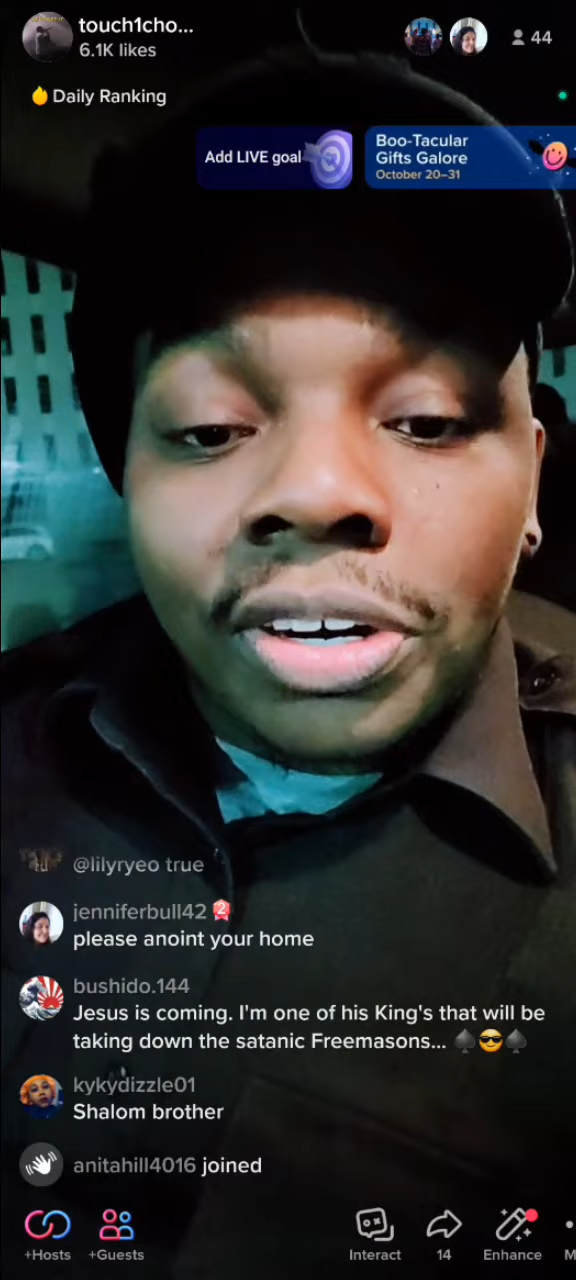 touch1cho...
6.1K likes
44
Daily Ranking
Add LIVE goal
Boo-Tacular
Gifts Galore
October 20–31
@lilyryeo true
jenniferbull42 2
please anoint your home
bushido.144
Jesus is coming. I'm one of his King's that will be
taking down the satanic Freemasons... ♠️😎♠️
kykydizzle01
Shalom brother
anitahill4016 joined
+Hosts
+Guests
Interact
14
Enhance
M